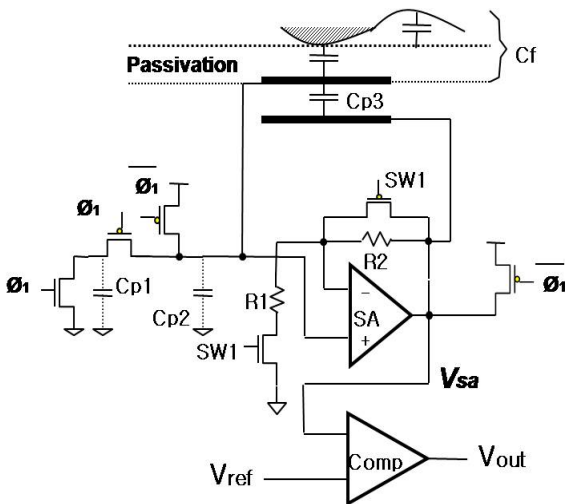 Cf
Passivation
Cp3
Ø1
Ø1
SW1
Ø1
Cp1
Cp2
R1
R2
SA
−
+
Ø1
SW1
Vsa
Comp
Vref
Vout